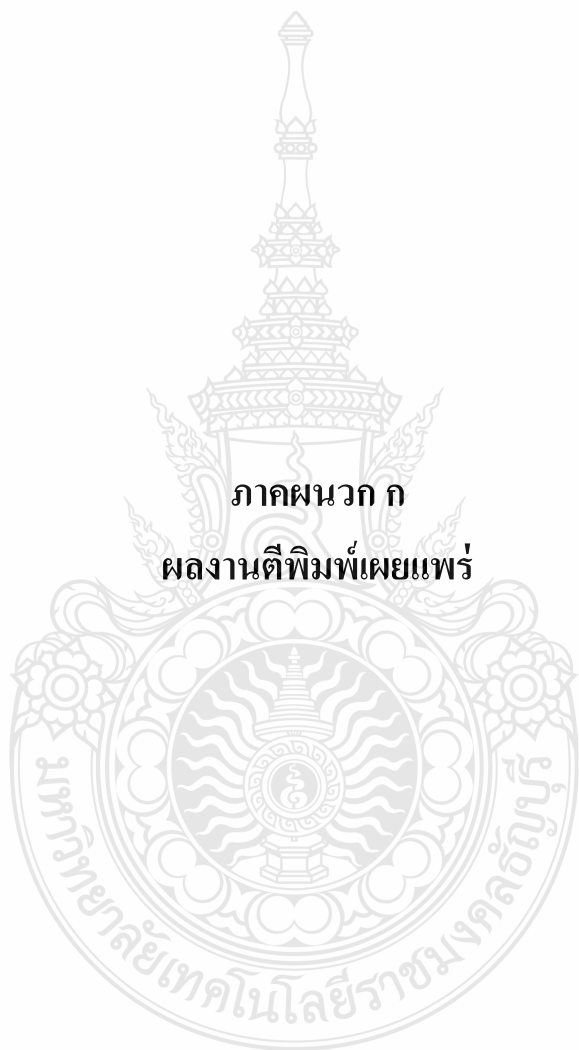 ภาคผนวก ก
ผลงานตีพิมพ์เผยแพร่
มหาวิทยาลัยเทคโนโลยีราชมงคลธัญบุรี